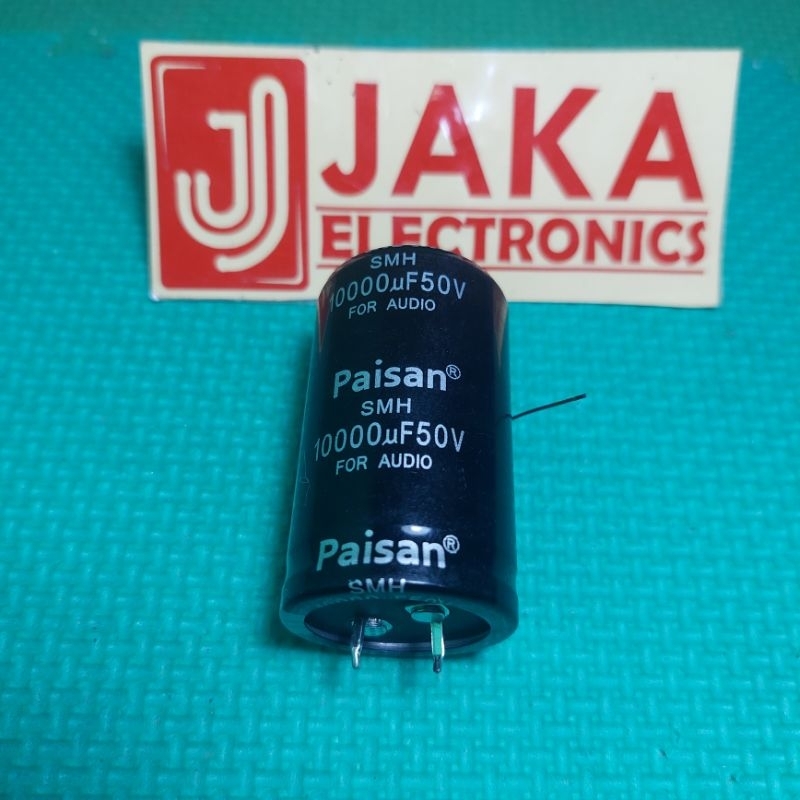 JAKA
ELECTRONICS
SMH
10000µF50V
FOR AUDIO
Paisan®
SMH
10000µF50V
FOR AUDIO
Paisan®
SMH